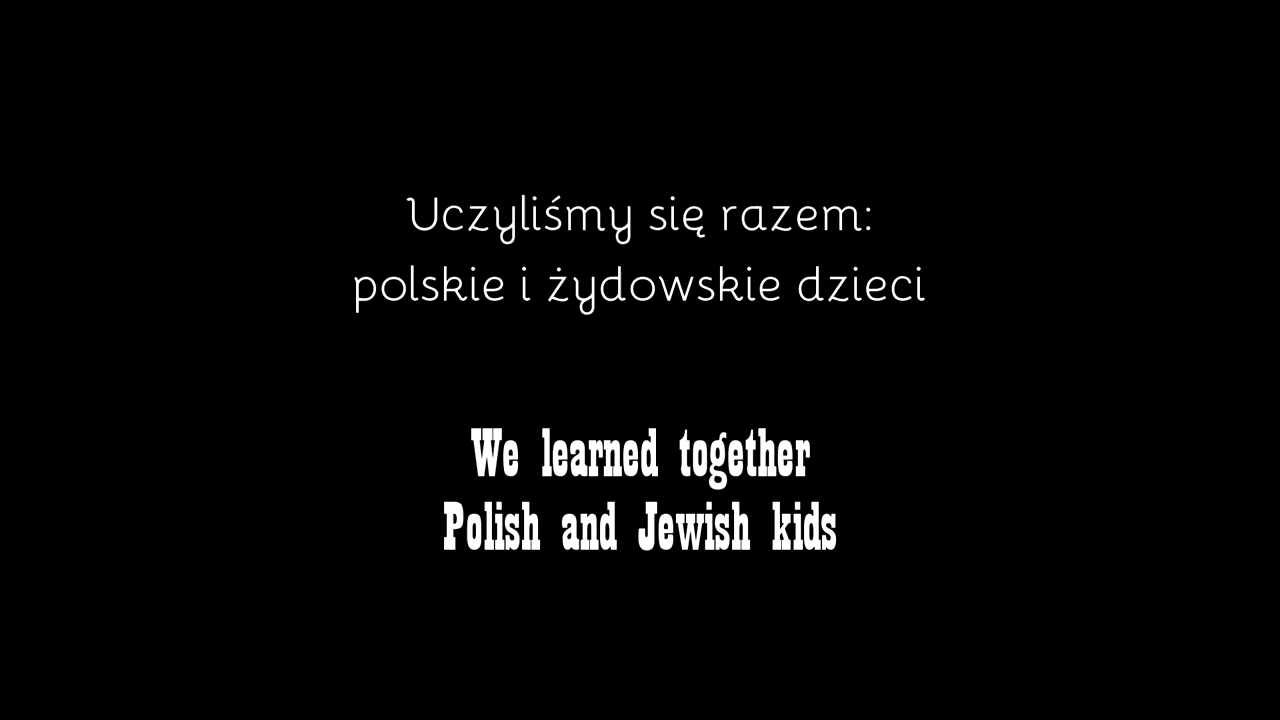 Uczyliśmy się razem:
polskie i żydowskie dzieci
We learned together
Polish and Jewish kids